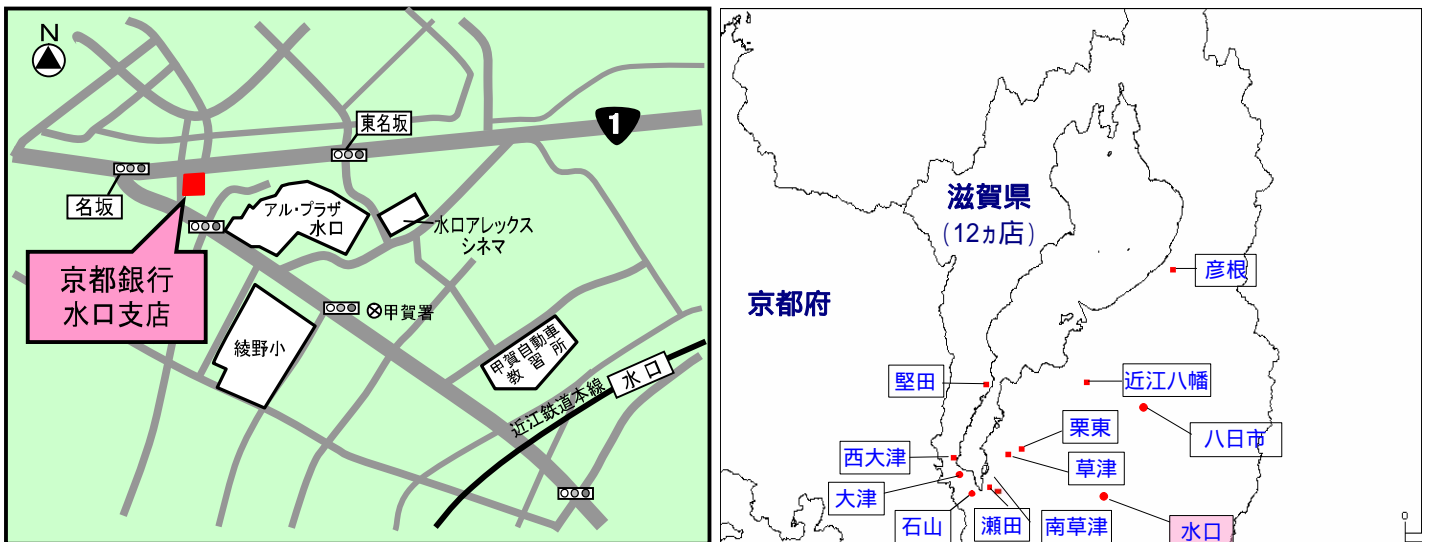 N
東名坂
1
名坂
アル・プラザ
水口
水口アレックス
シネマ
京都銀行
水口支店
甲賀署
綾野小
甲賀自動車
教習所
水口
近江鉄道本線
滋賀県
(12ヵ店)
京都府
彦根
堅田
近江八幡
八日市
栗東
西大津
草津
大津
石山
瀬田
南草津
水口
0